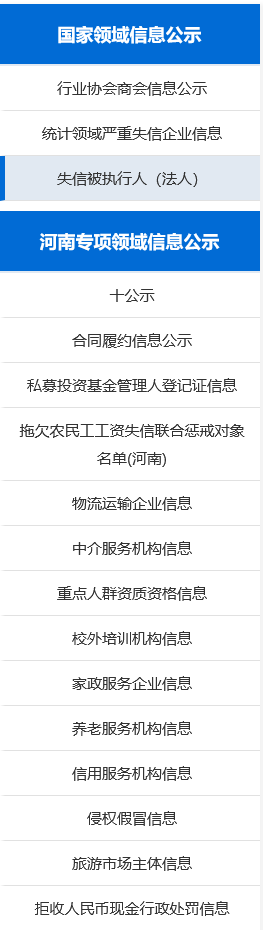 国家领域信息公示
行业协会商会信息公示
统计领域严重失信企业信息
失信被执行人（法人）
河南专项领域信息公示
十公示
合同履约信息公示
私募投资基金管理人登记证信息
拖欠农民工工资失信联合惩戒对象
名单(河南)
物流运输企业信息
中介服务机构信息
重点人群资质资格信息
校外培训机构信息
家政服务企业信息
养老服务机构信息
信用服务机构信息
侵权假冒信息
旅游市场主体信息
拒收人民币现金行政处罚信息